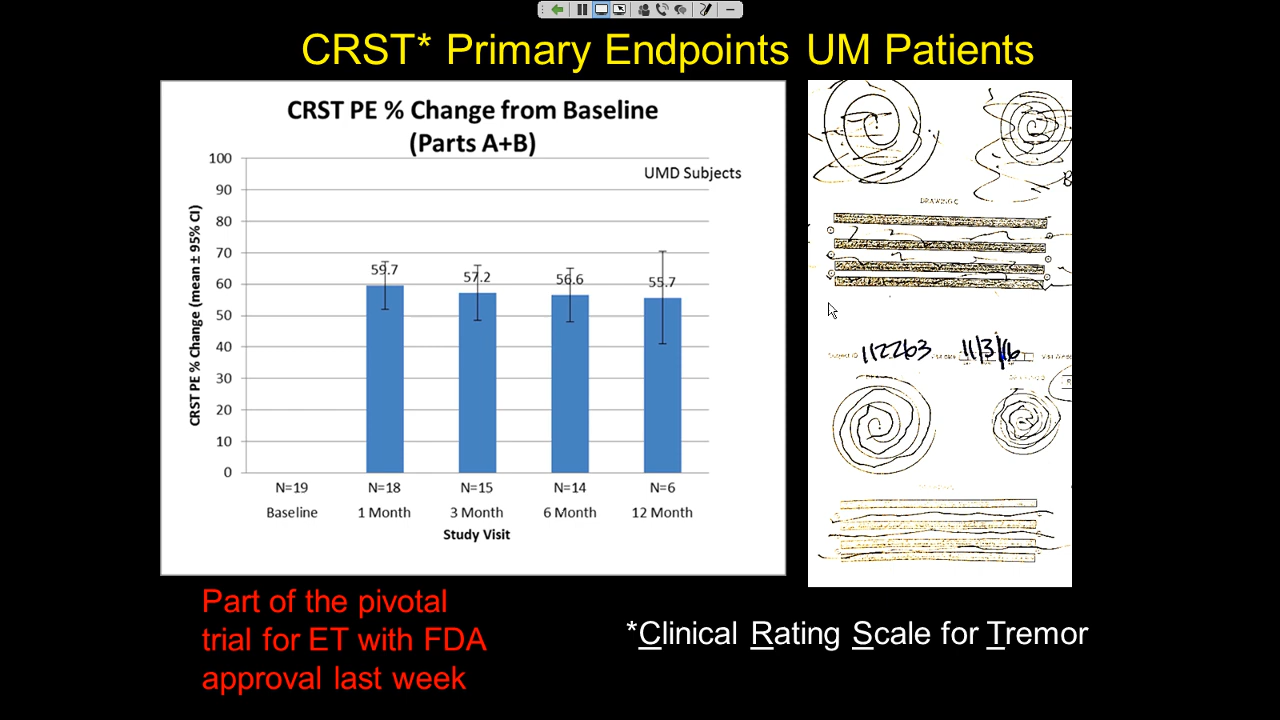 CRST* Primary Endpoints UM Patients
CRST PE % Change from Baseline
(Parts A+B)
UMD Subjects
CRST PE % Change (mean ± 95% CI)
100
90
80
70
60
50
40
30
20
10
0
59.7
57.2
56.6
55.7
N=19
N=18
N=15
N=14
N=6
Baseline
1 Month
3 Month
6 Month
12 Month
Study Visit
DRAWING C
112263
11/3/16
Part of the pivotal
trial for ET with FDA
approval last week
*Clinical Rating Scale for Tremor